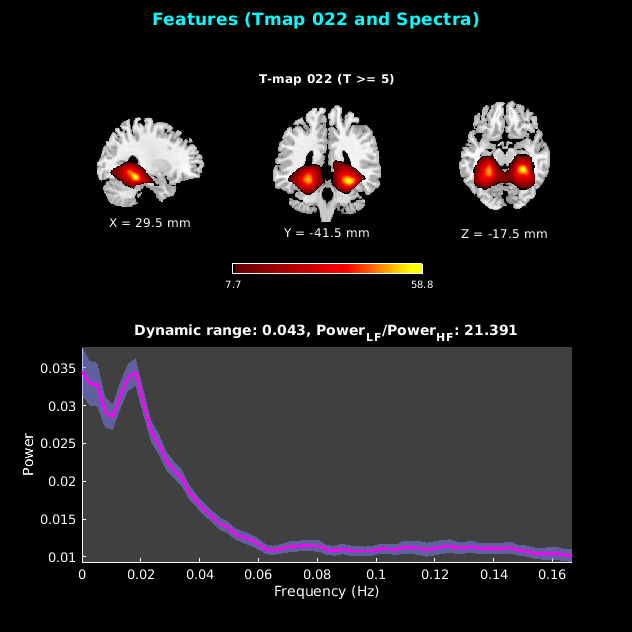 Features (Tmap 022 and Spectra)
T-map 022 (T >= 5)
X = 29.5 mm
Y = -41.5 mm
Z = -17.5 mm
7.7
58.8
Dynamic range: 0.043, Power_LF/Power_HF: 21.391
0.035
0.03
0.025
0.02
0.015
0.01
Power
0 0.02 0.04 0.06 0.08 0.1 0.12 0.14 0.16
Frequency (Hz)